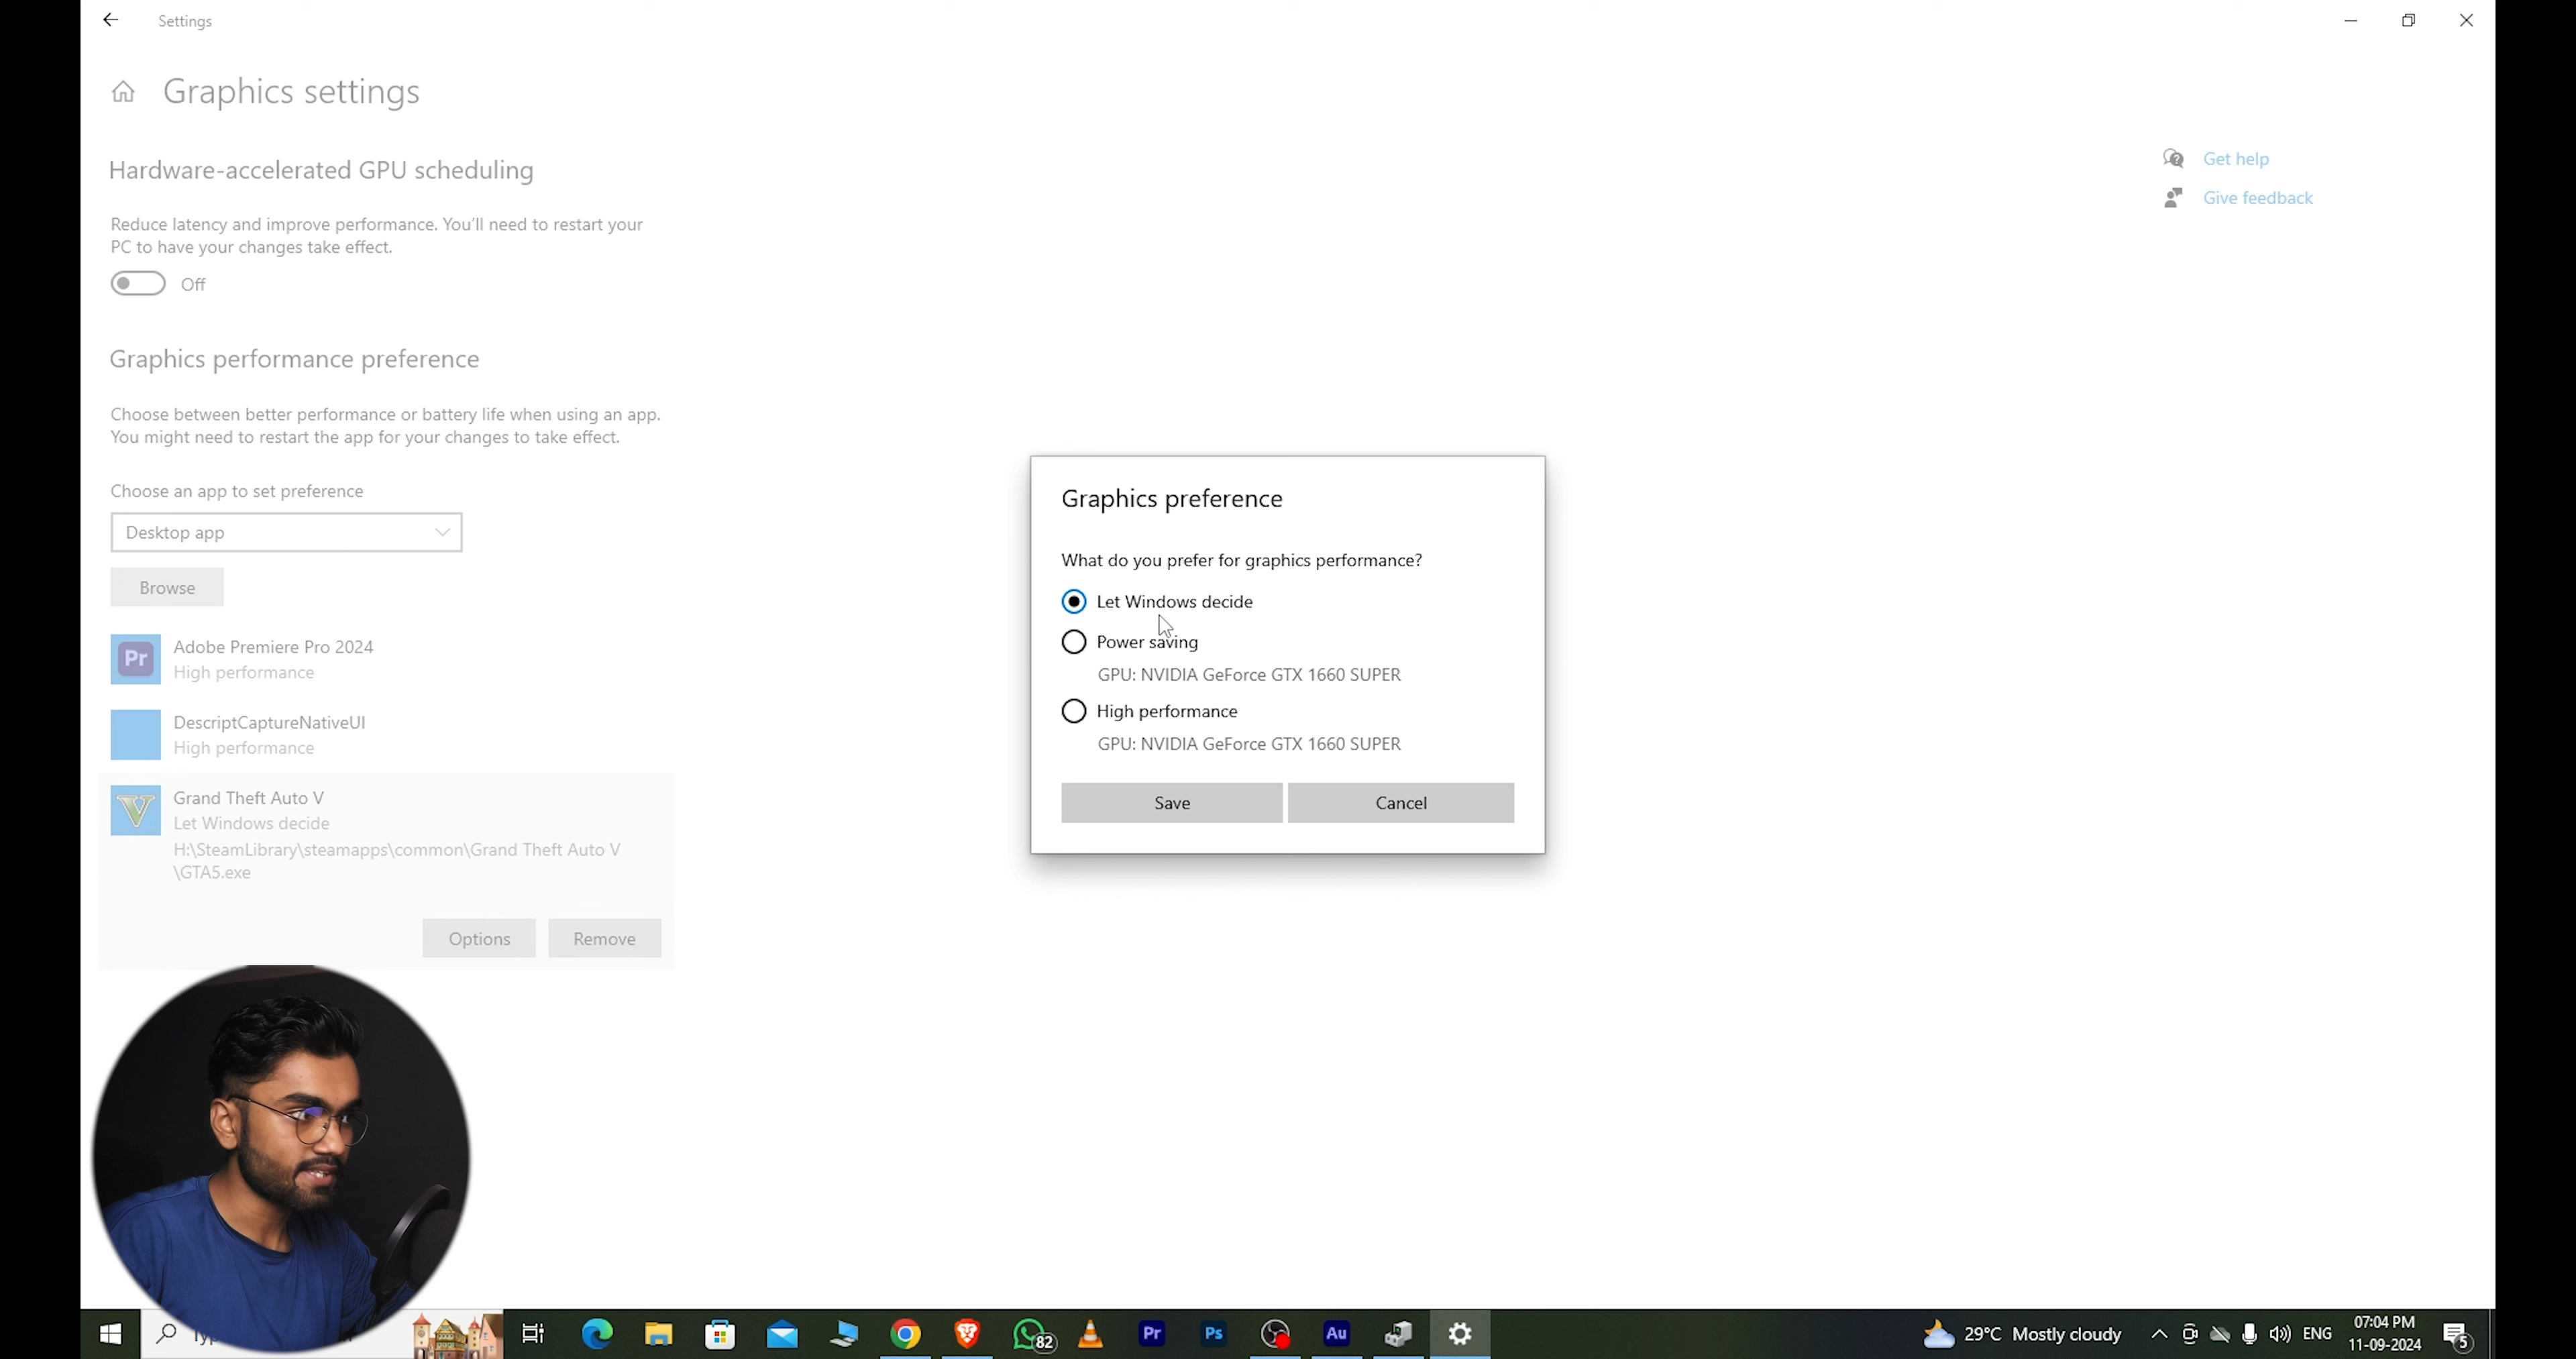 Settings
Graphics settings
Hardware-accelerated GPU scheduling
Reduce latency and improve performance. You'll need to restart your
PC to have your changes take effect.
Off
Graphics performance preference
Choose between better performance or battery life when using an app.
You might need to restart the app for your changes to take effect.
Choose an app to set preference
Desktop app
Browse
Pr
Adobe Premiere Pro 2024
High performance
DescriptCaptureNativeUI
High performance
Grand Theft Auto V
Let Windows decide
H:\SteamLibrary\steamapps\common\Grand Theft Auto V
\GTA5.exe
Options
Remove
Get help
Give feedback
Graphics preference
What do you prefer for graphics performance?
Let Windows decide
Power saving
GPU: NVIDIA GeForce GTX 1660 SUPER
High performance
GPU: NVIDIA GeForce GTX 1660 SUPER
Save
Cancel
82
Pr
Ps
Au
29°C Mostly cloudy
ENG
07:04 PM
11-09-2024
5